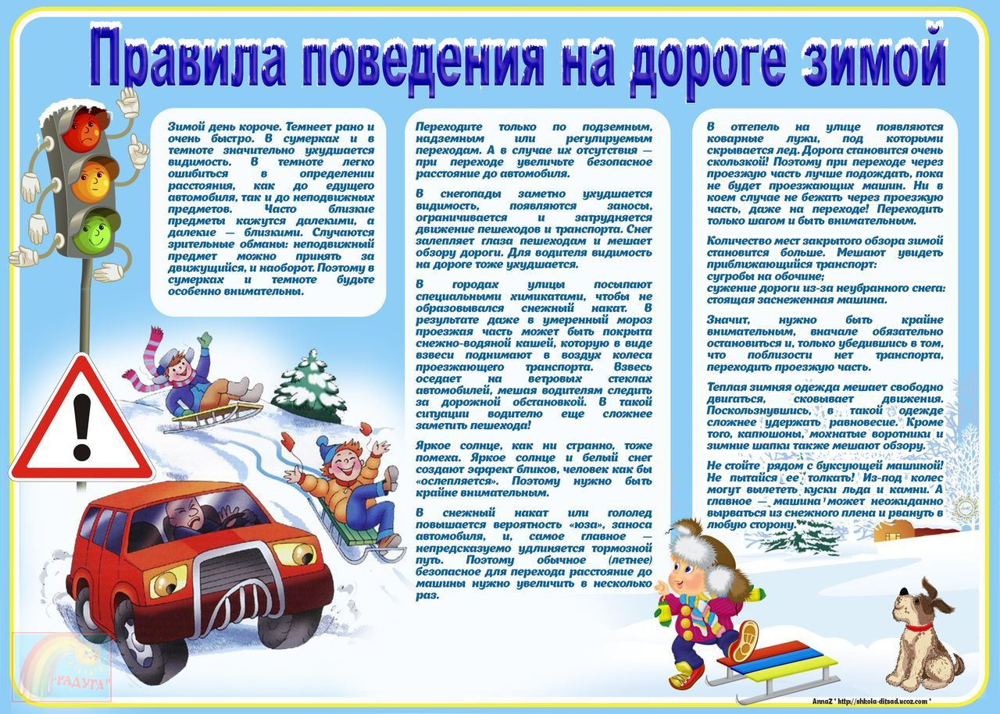 Правила поведения на дороге зимой
Зимой день короче. Темнеет рано и
очень быстро. В сумерках и в
темноте значительно ухудшается
видимость. В темноте легко
ошибиться в определении
расстояния, как до едущего
автомобиля, так и до неподвижных
предметов. Часто близкие
предметы кажутся далекими, а
далекие — близкими. Случаются
зрительные обманы: неподвижный
предмет можно принять за
движущийся, и наоборот. Поэтому в
сумерках и темноте будьте
особенно внимательны.
Переходите только по подземным,
надземным или регулируемым
переходам. А в случае их отсутствия —
при переходе увеличьте безопасное
расстояние до автомобиля.
В снегопады заметно ухудшается
видимость, появляются заносы,
ограничивается и затрудняется
движение пешеходов и транспорта. Снег
залепляет глаза пешеходам и мешает
обзору дороги. Для водителя видимость
на дороге тоже ухудшается.
В городах улицы посыпают
специальными химикатами, чтобы не
образовывался снежный накат. В
результате даже в умеренный мороз
проезжая часть может быть покрыта
снежно-водяной кашей, которую в виде
взвеси поднимают в воздух колеса
проезжающего транспорта. Взвесь
оседает на ветровых стеклах
автомобилей, мешая водителям следить
за дорожной обстановкой. В такой
ситуации водителю еще сложнее
заметить пешехода!
Яркое солнце, как ни странно, тоже
помеха. Яркое солнце и белый снег
создают эффект бликов, человек как бы
«ослепляется». Поэтому нужно быть
крайне внимательным.
В снежный накат или гололед
повышается вероятность «юза», заноса
автомобиля, и, самое главное —
непредсказуемо удлиняется тормозной
путь. Поэтому обычное (летнее)
безопасное для перехода расстояние до
машины нужно увеличить в несколько
раз.
В оттепель на улице появляются
коварные лужи, под которыми
скрывается лед. Дорога становится очень
скользкой! Поэтому при переходе через
проезжую часть лучше подождать, пока
не будет проезжающих машин. Ни в
коем случае не бежать через проезжую
часть, даже на переходе! Переходить
только шагом и быть внимательным.
Количество мест закрытого обзора зимой
становится больше. Мешают увидеть
приближающийся транспорт:
сугробы на обочине;
сужение дороги из-за неубранного снега:
стоящая заснеженная машина.
Значит, нужно быть крайне
внимательным, вначале обязательно
остановиться и, только убедившись в том,
что поблизости нет транспорта,
переходить проезжую часть.
Теплая зимняя одежда мешает свободно
двигаться, сковывает движения.
Поскользнувшись, в такой одежде
сложнее удержать равновесие. Кроме
того, капюшоны, мохнатые воротники и
зимние шапки также мешают обзору.
Не стойте рядом с буксующей машиной!
Не пытайся ее толкать! Из-под колес
могут вылететь куски льда и камни. А
главное — машина может неожиданно
вырваться из снежного плена и рвануть в
любую сторону.
!
"РАДУГА"
AnnaZ * http://shkola-ditsad.ucoz.com *